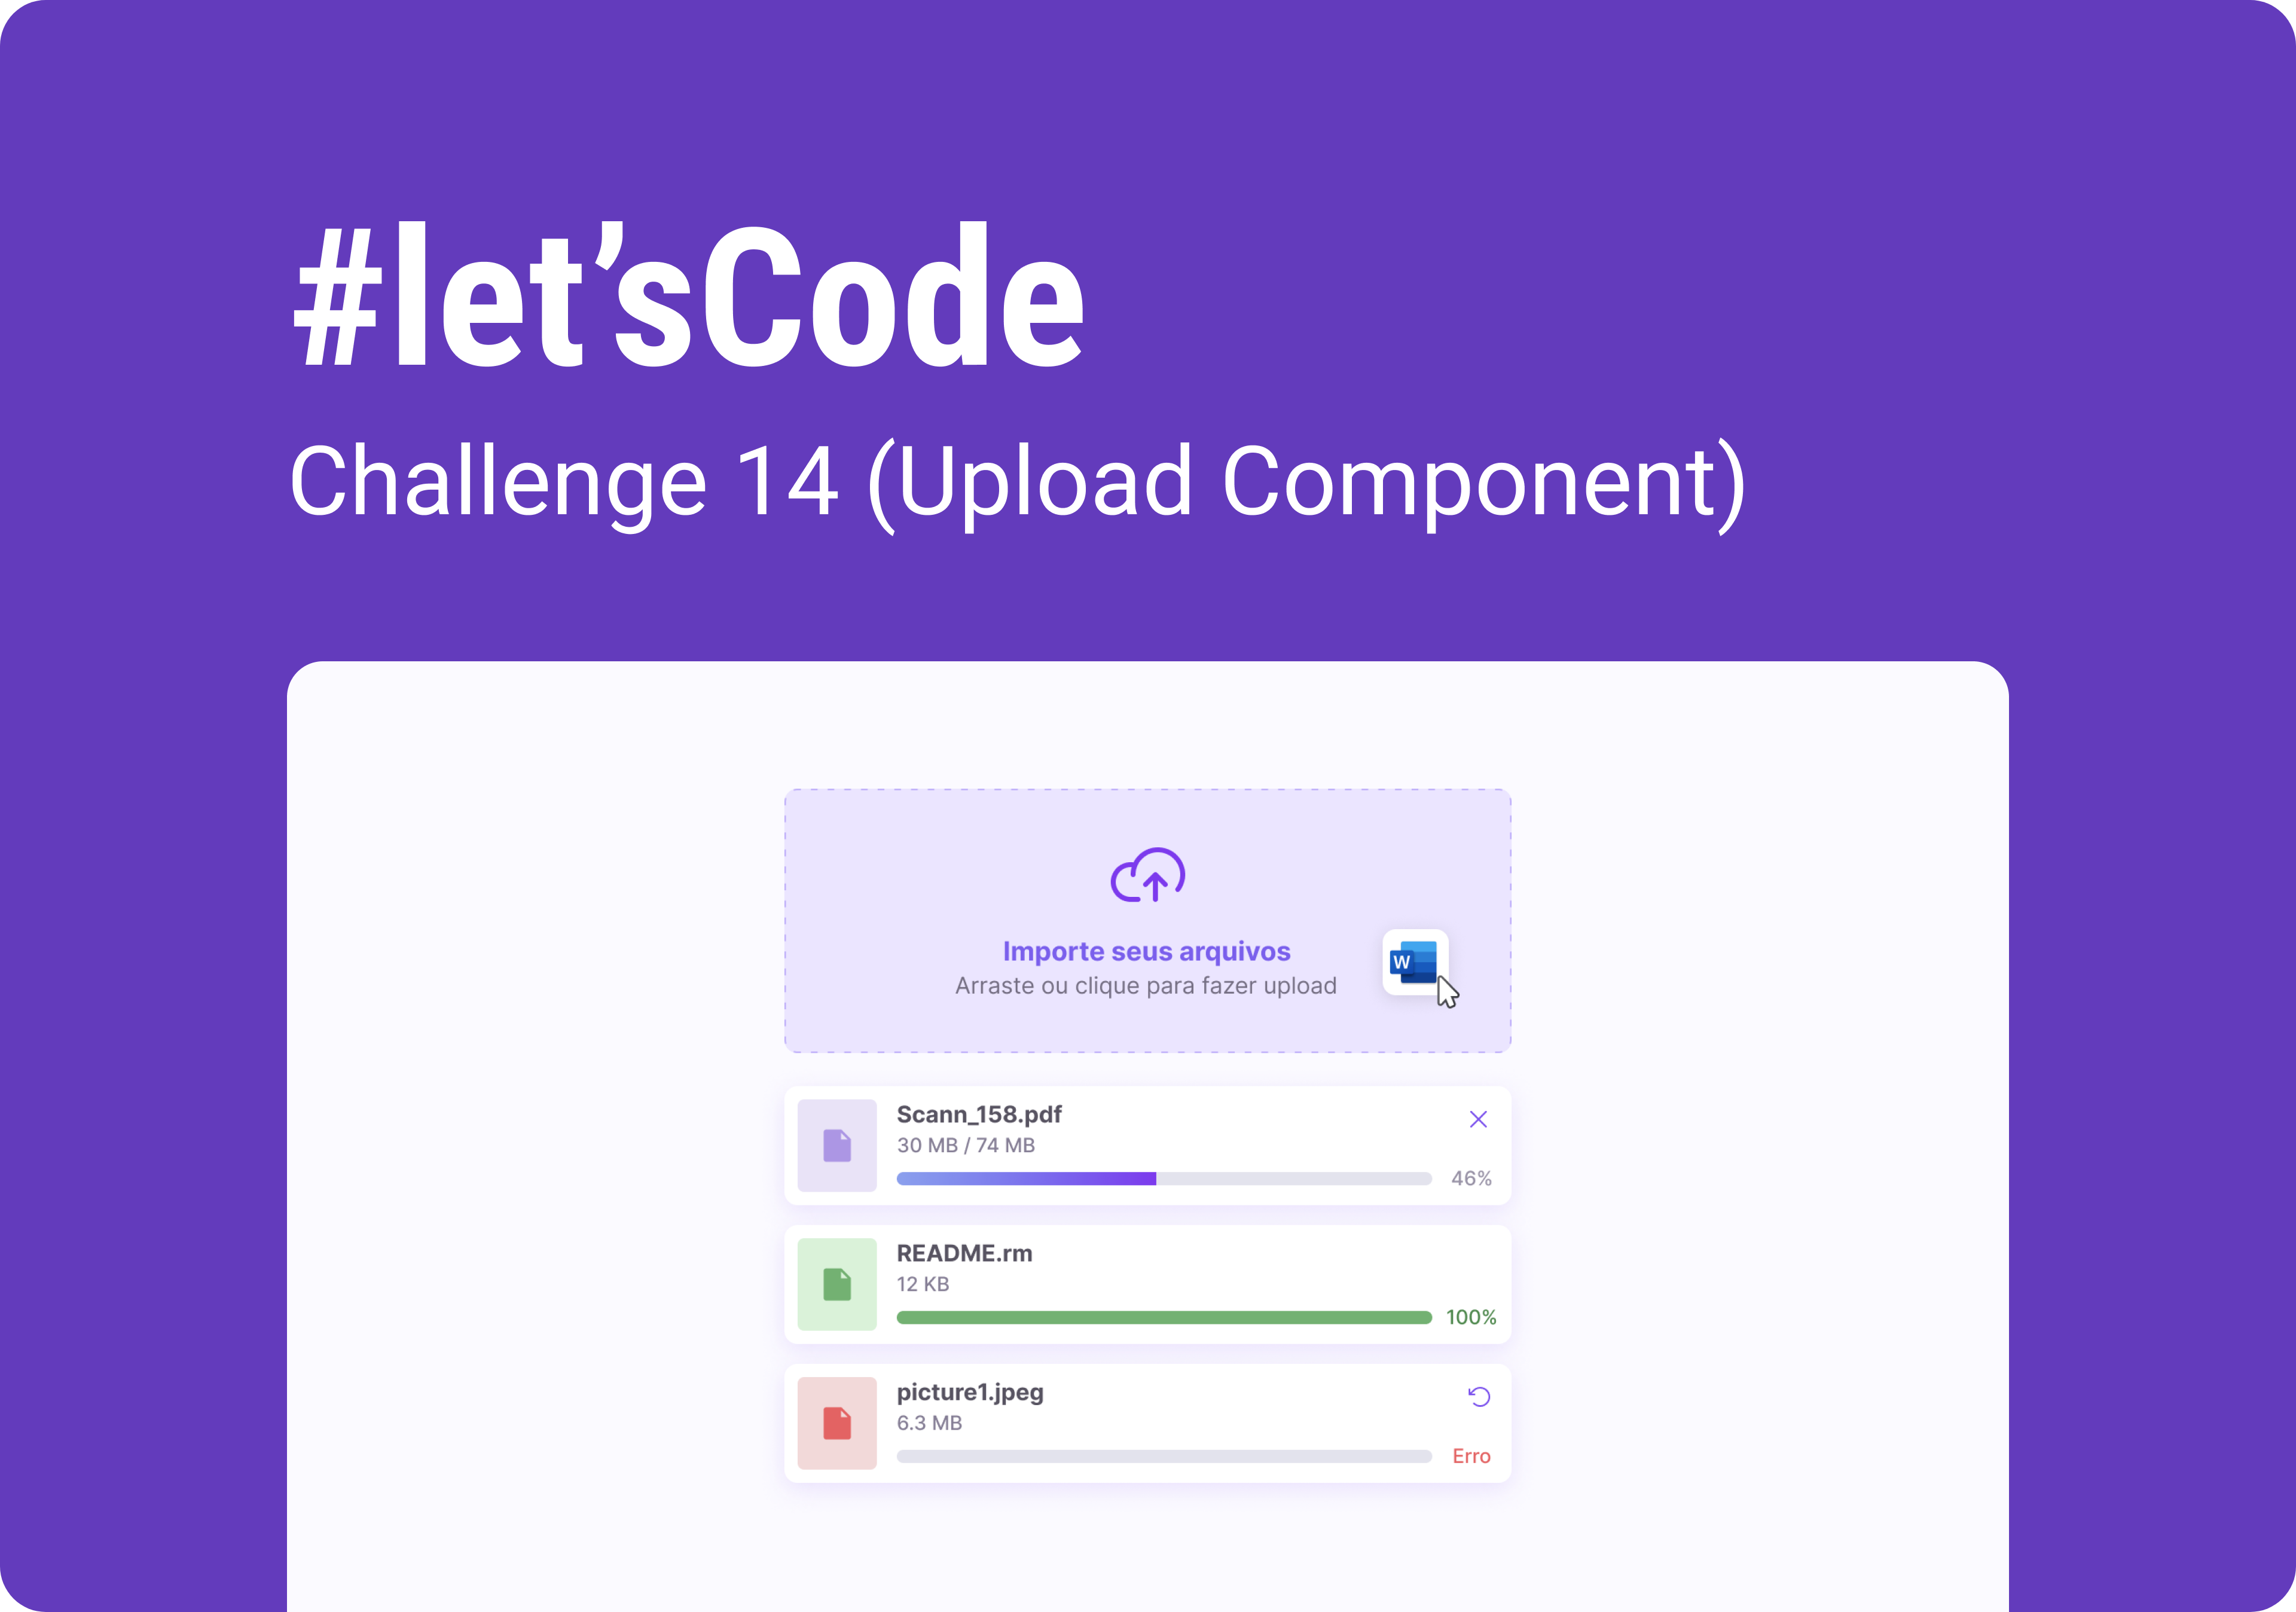 #let’sCode
Challenge 14 (Upload Component)
Importe seus arquivos
Arraste ou clique para fazer upload
W
Scann_158.pdf
30 MB / 74 MB
46%
README.rm
12 KB
100%
picture1.jpeg
6.3 MB
Erro